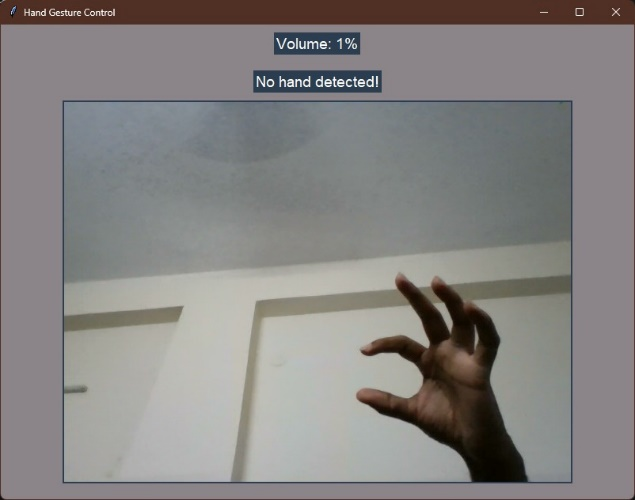 Hand Gesture Control
Volume: 1%
No hand detected!